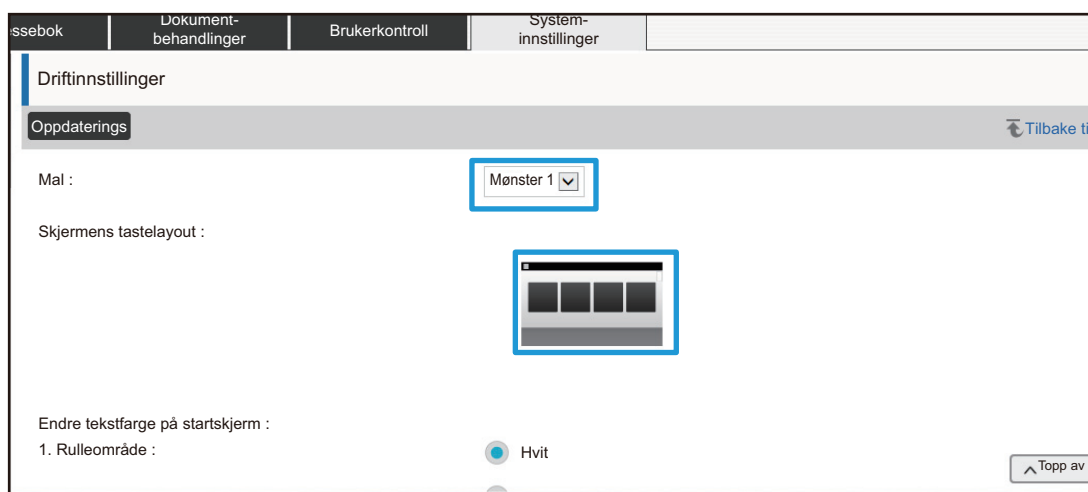 ssebok
Dokument-
behandlinger
Brukerkontroll
System-
innstillinger
Driftinnstillinger
Oppdaterings
Tilbake ti
Mal :
Mønster 1
Skjermens tastelayout :
Endre tekstfarge på startskjerm :
1. Rulleområde :
Hvit
Topp av